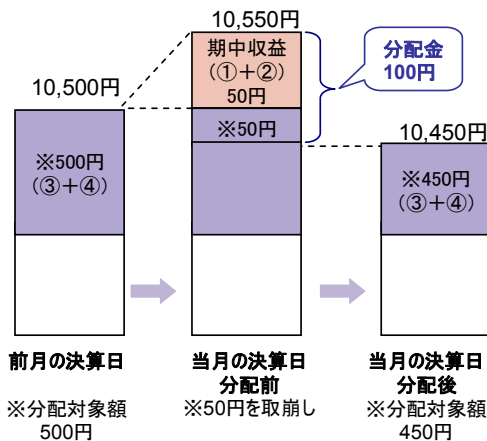 10,550円
期中収益
(①+②)
50円
分配金
100円
10,500円
※50円
10,450円
※500円
(③+④)
※450円
(③+④)
前月の決算日
当月の決算日
分配前
当月の決算日
分配後
※分配対象額
500円
※50円を取崩し
※分配対象額
450円